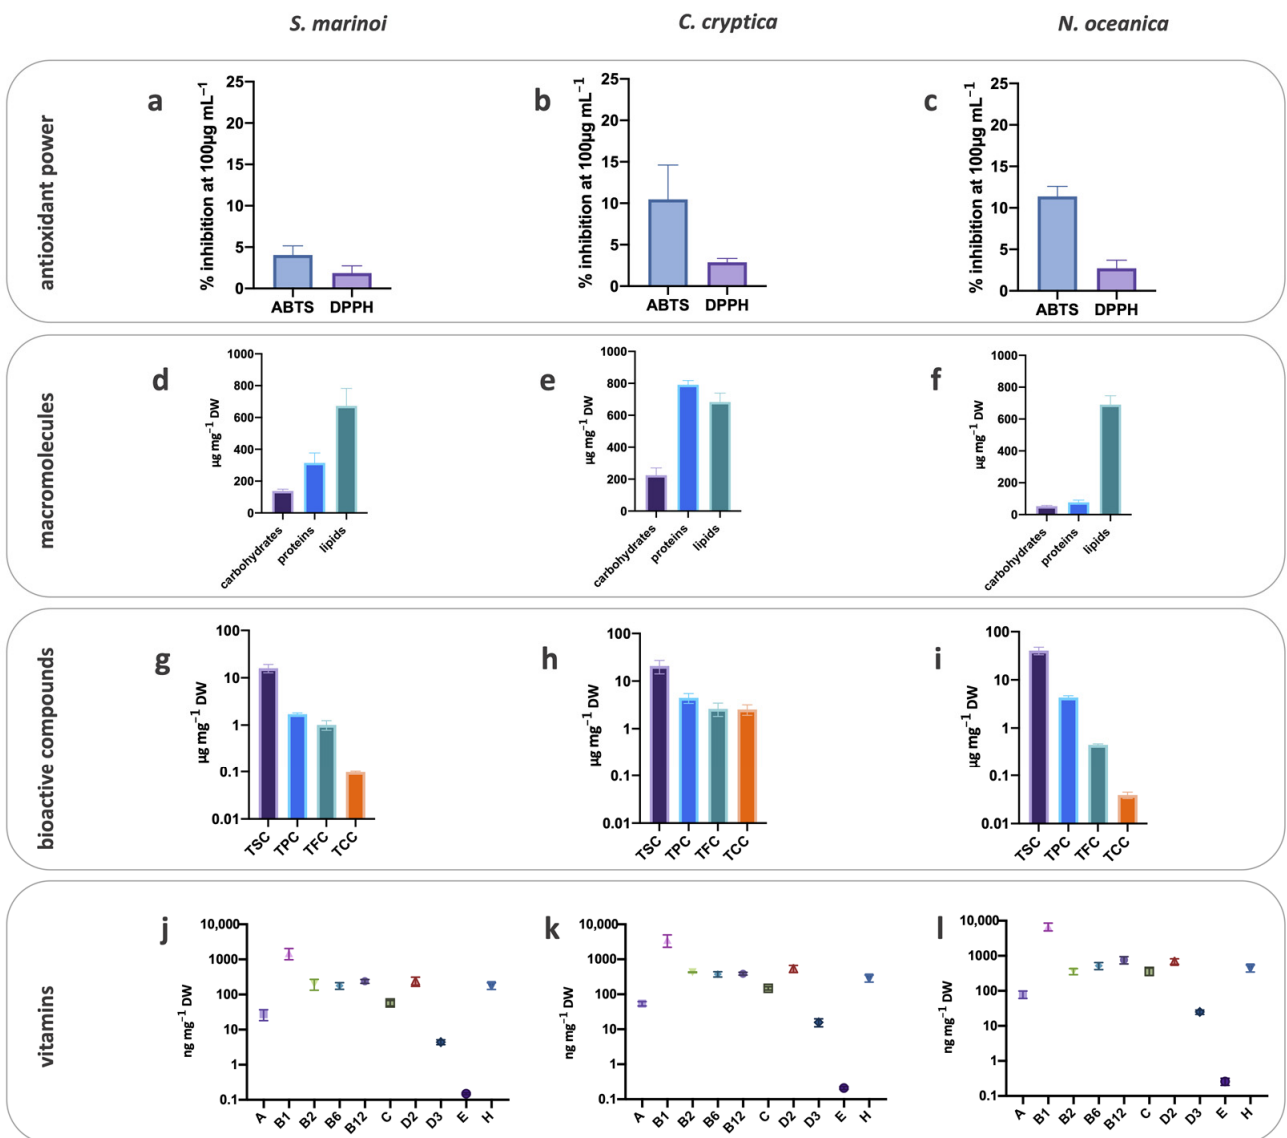 S. marinoi
C. cryptica
N. oceanica
antioxidant power
a
% inhibition at 100µg mL⁻¹
25
20
15
10
5
0
ABTS DPPH
b
% inhibition at 100µg mL⁻¹
25
20
15
10
5
0
ABTS DPPH
c
% inhibition at 100µg mL⁻¹
25
20
15
10
5
0
ABTS DPPH
macromolecules
d
µg mg⁻¹ DW
1000
800
600
400
200
0
carbohydrates proteins lipids
e
µg mg⁻¹ DW
1000
800
600
400
200
0
carbohydrates proteins lipids
f
µg mg⁻¹ DW
1000
800
600
400
200
0
carbohydrates proteins lipids
bioactive compounds
g
µg mg⁻¹ DW
100
10
1
0.1
0.01
TSC TPC TFC TCC
h
µg mg⁻¹ DW
100
10
1
0.1
0.01
TSC TPC TFC TCC
i
µg mg⁻¹ DW
100
10
1
0.1
0.01
TSC TPC TFC TCC
vitamins
j
ng mg⁻¹ DW
10,000
1000
100
10
1
0.1
A B1 B2 B6 B12 C D2 D3 E H
k
ng mg⁻¹ DW
10,000
1000
100
10
1
0.1
A B1 B2 B6 B12 C D2 D3 E H
l
ng mg⁻¹ DW
10,000
1000
100
10
1
0.1
A B1 B2 B6 B12 C D2 D3 E H